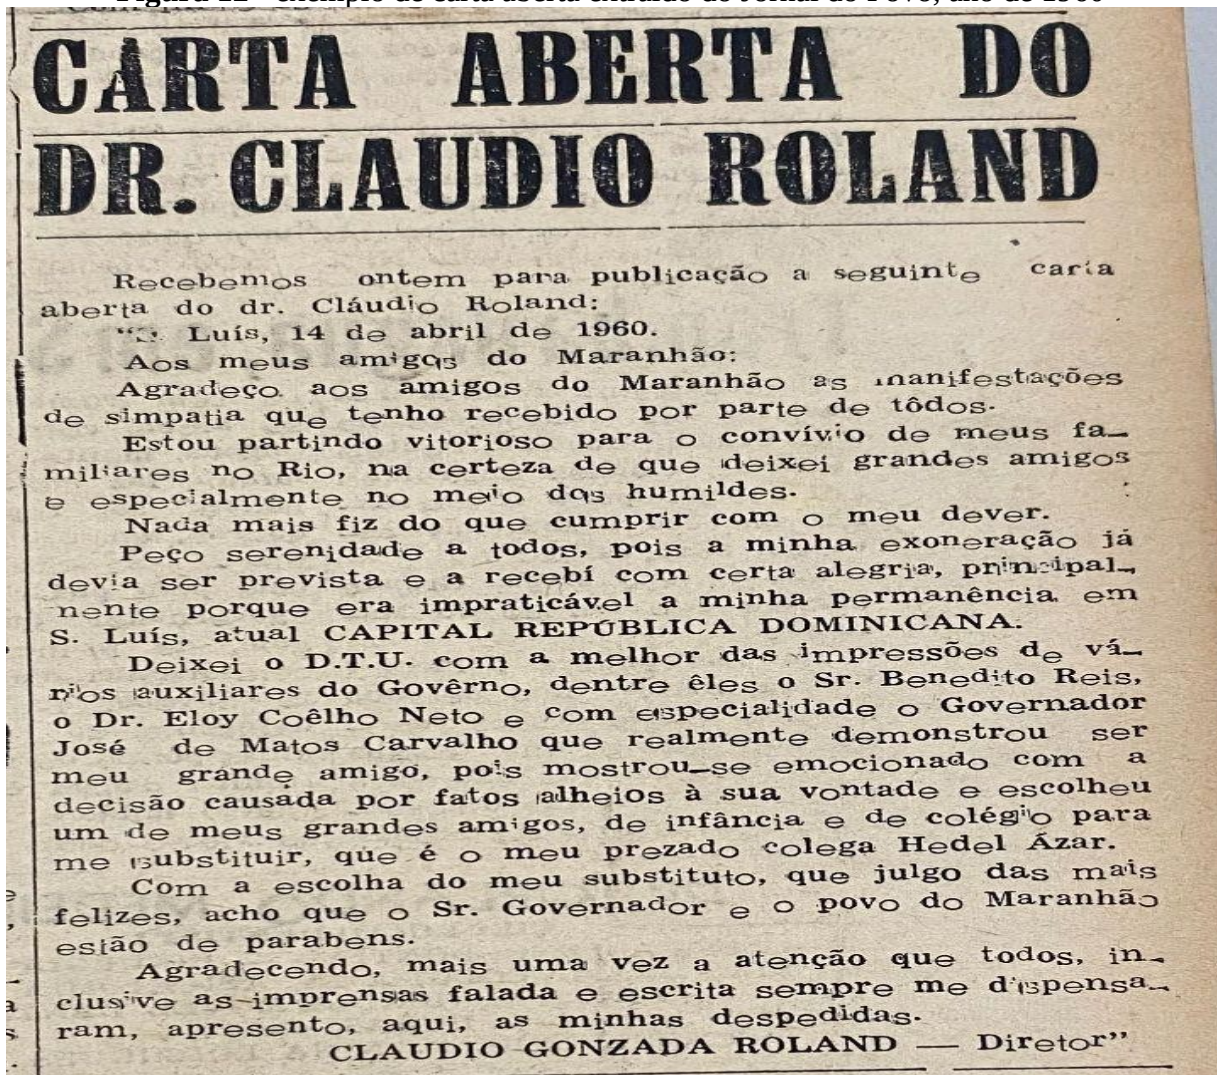 CARTA ABERTA DO
DR. CLAUDIO ROLAND
Recebemos ontem para publicação a seguinte carta
aberta do dr. Cláudio Roland:
Luís, 14 de abril de 1960.
Aos meus amigos do Maranhão:
Agradeço aos amigos do Maranhão as manifestações
de simpatia que tenho recebido por parte de tôdos.
Estou partindo vitorioso para o convívio de meus fa-
miliares no Rio, na certeza de que deixei grandes amigos
e especialmente no meio dos humildes.
Nada mais fiz do que cumprir com o meu dever.
Peço serenidade a todos, pois a minha exoneração já
devia ser prevista e a recebí com certa alegria, principal-
mente porque era impraticável a minha permanência em
S. Luís, atual CAPITAL REPÚBLICA DOMINICANA.
Deixei o D.T.U. com a melhor das impressões de vá-
rios auxiliares do Govêrno, dentre êles o Sr. Benedito Reis,
o Dr. Eloy Coêlho Neto e com especialidade o Governador
José de Matos Carvalho que realmente demonstrou ser
meu grande amigo, pois mostrou-se emocionado com a
decisão causada por fatos alheios à sua vontade e escolheu
um de meus grandes amigos, de infância e de colégio para
me substituir, que é o meu prezado colega Hedel Ázar.
Com a escolha do meu substituto, que julgo das mais
felizes, acho que o Sr. Governador e o povo do Maranhão
estão de parabens.
Agradecendo, mais uma vez a atenção que todos, in-
clusive as imprensas falada e escrita sempre me dispensa-
ram, apresento, aqui, as minhas despedidas.
CLAUDIO GONZADA ROLAND — Diretor"